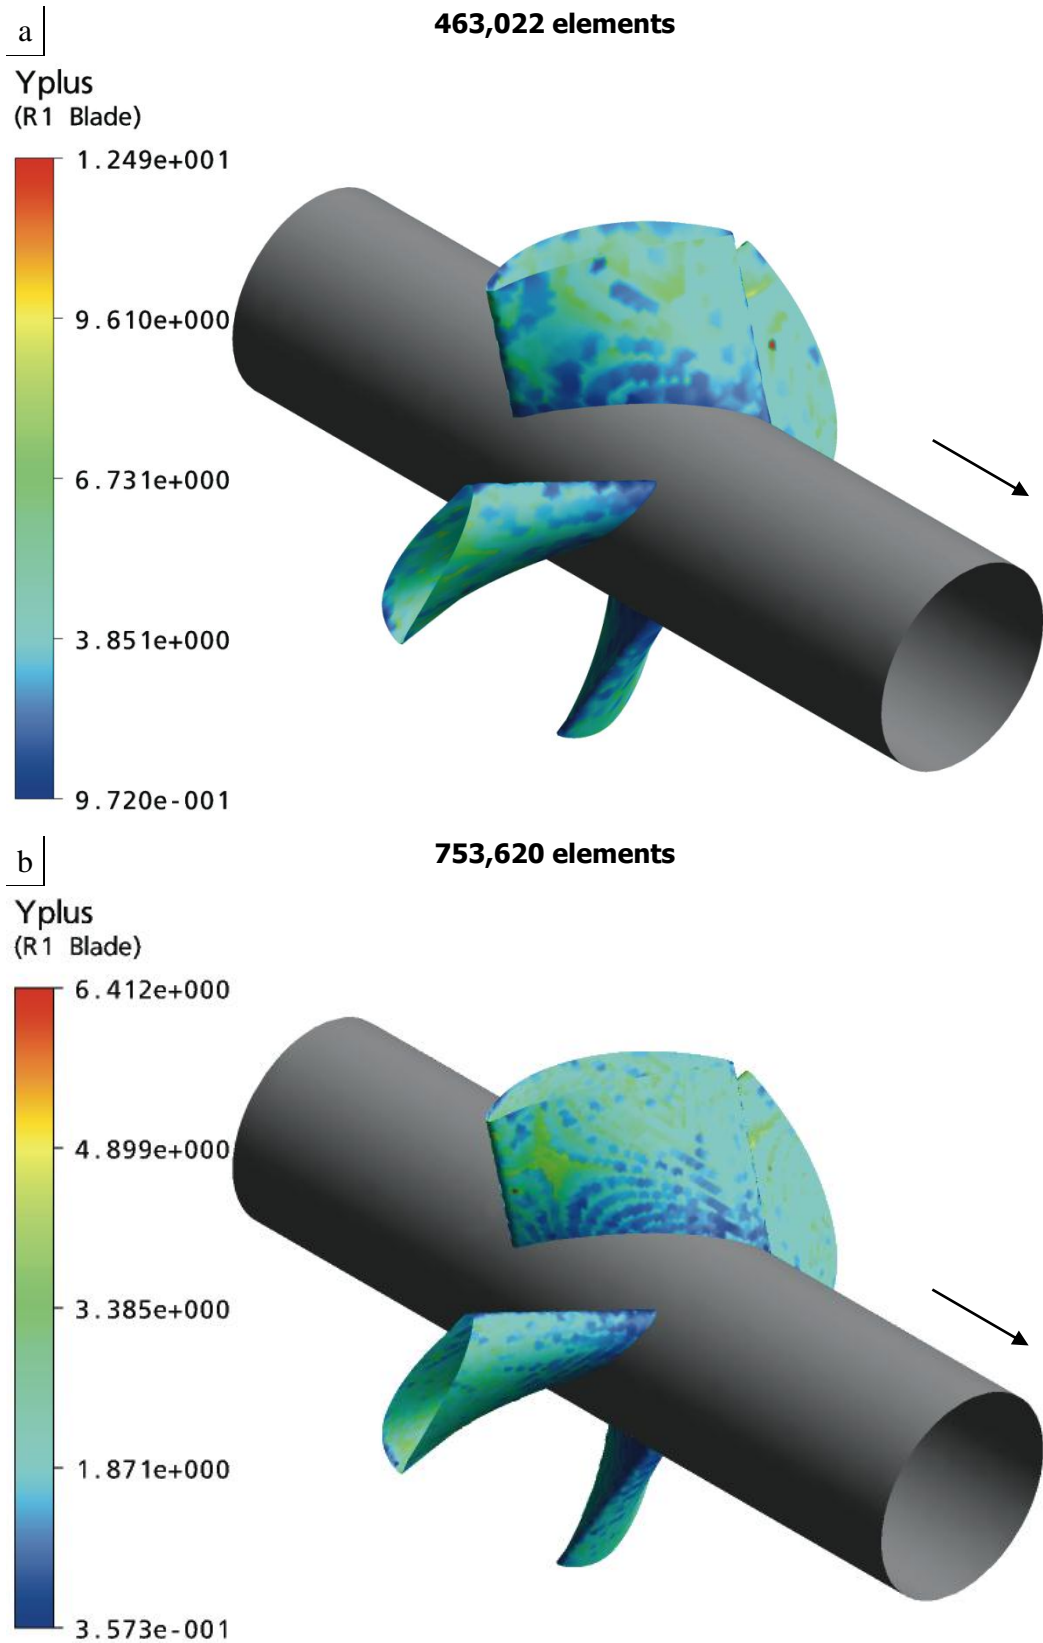 a
463,022 elements
Yplus
(R1 Blade)
1.249e+001
9.610e+000
6.731e+000
3.851e+000
9.720e-001
b
753,620 elements
Yplus
(R1 Blade)
6.412e+000
4.899e+000
3.385e+000
1.871e+000
3.573e-001